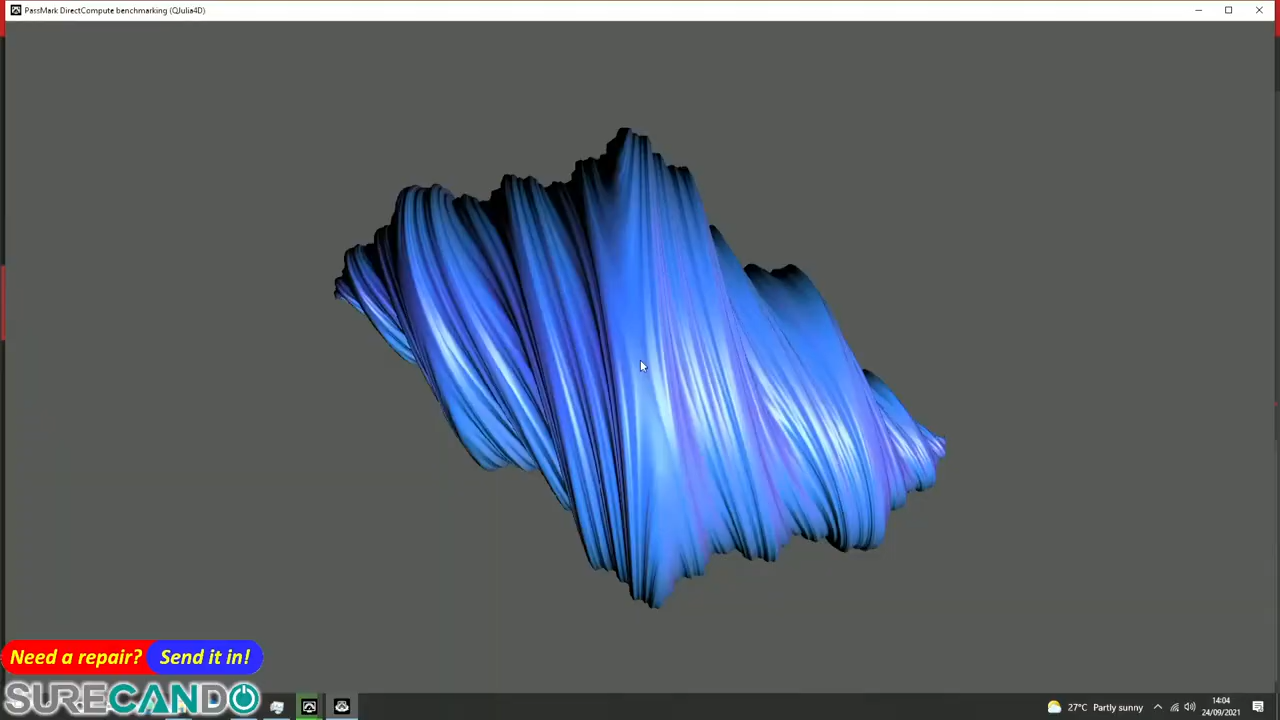 PassMark DirectCompute benchmarking (QJulia4D)
Need a repair? Send it in!
SURECANDO
27°C Partly sunny
14:04
24/09/2021